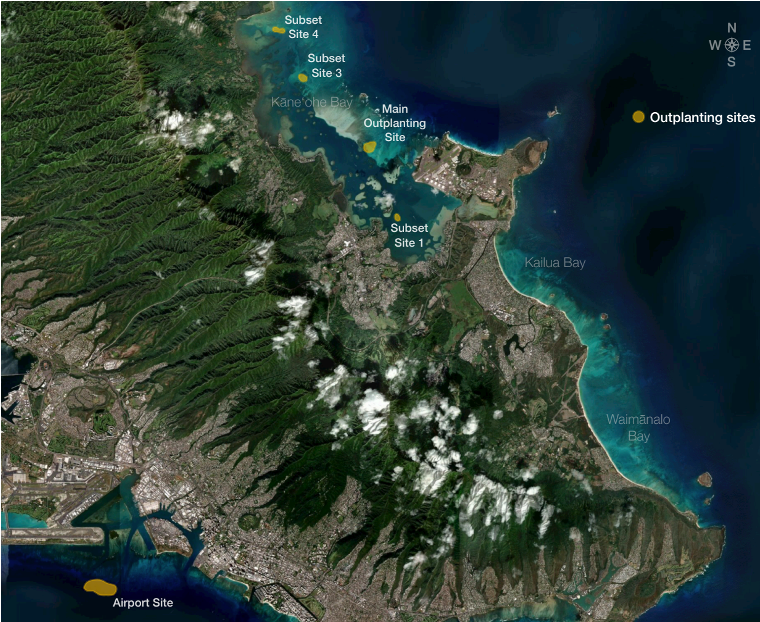 Subset
Site 4
N
W E
S
Subset
Site 3
Kāne‘ohe Bay
Main
Outplanting
Site
Outplanting sites
Subset
Site 1
Kailua Bay
Waimānalo
Bay
Airport Site